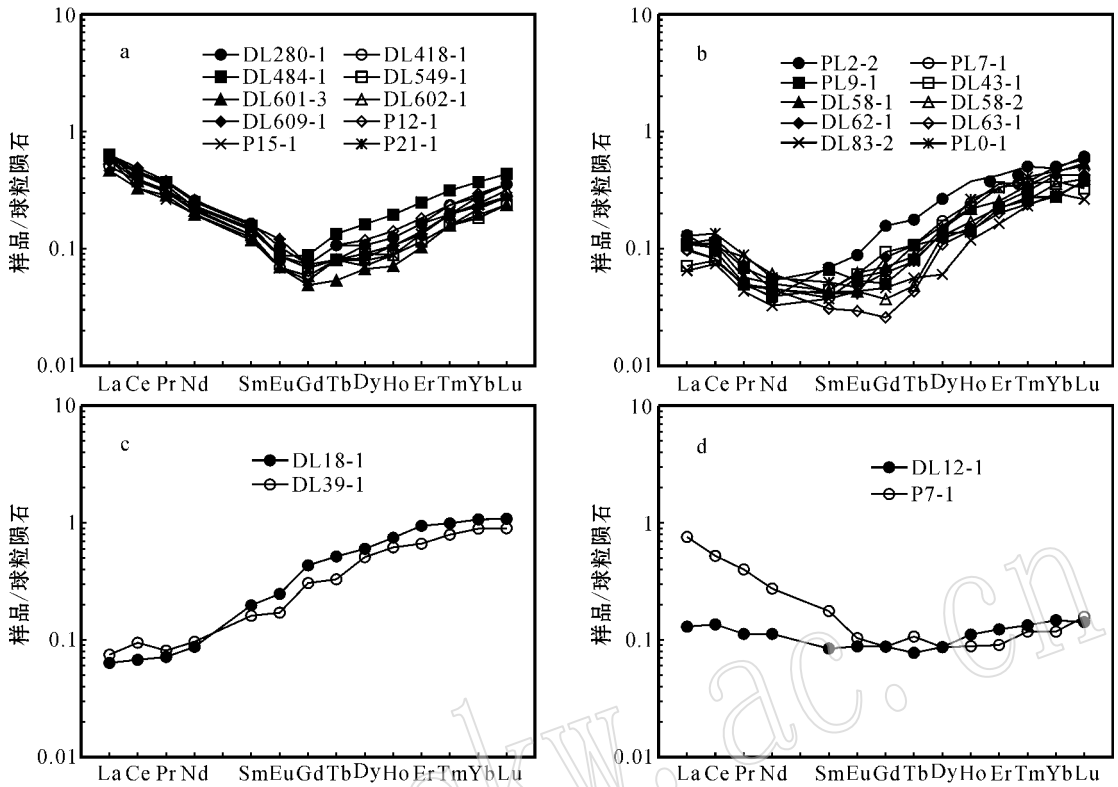 10
1
0.1
0.01
样品/球粒陨石
a
DL280-1 DL418-1
DL484-1 DL549-1
DL601-3 DL602-1
DL609-1 P12-1
P15-1 P21-1
La Ce Pr Nd Sm Eu Gd Tb Dy Ho Er Tm Yb Lu
10
1
0.1
0.01
样品/球粒陨石
b
PL2-2 PL7-1
PL9-1 DL43-1
DL58-1 DL58-2
DL62-1 DL63-1
DL83-2 PL0-1
La Ce Pr Nd Sm Eu Gd Tb Dy Ho Er Tm Yb Lu
10
1
0.1
0.01
样品/球粒陨石
c
DL18-1
DL39-1
La Ce Pr Nd Sm Eu Gd Tb Dy Ho Er Tm Yb Lu
10
1
0.1
0.01
样品/球粒陨石
d
DL12-1
P7-1
La Ce Pr Nd Sm Eu Gd Tb Dy Ho Er Tm Yb Lu
kw.ac.cn